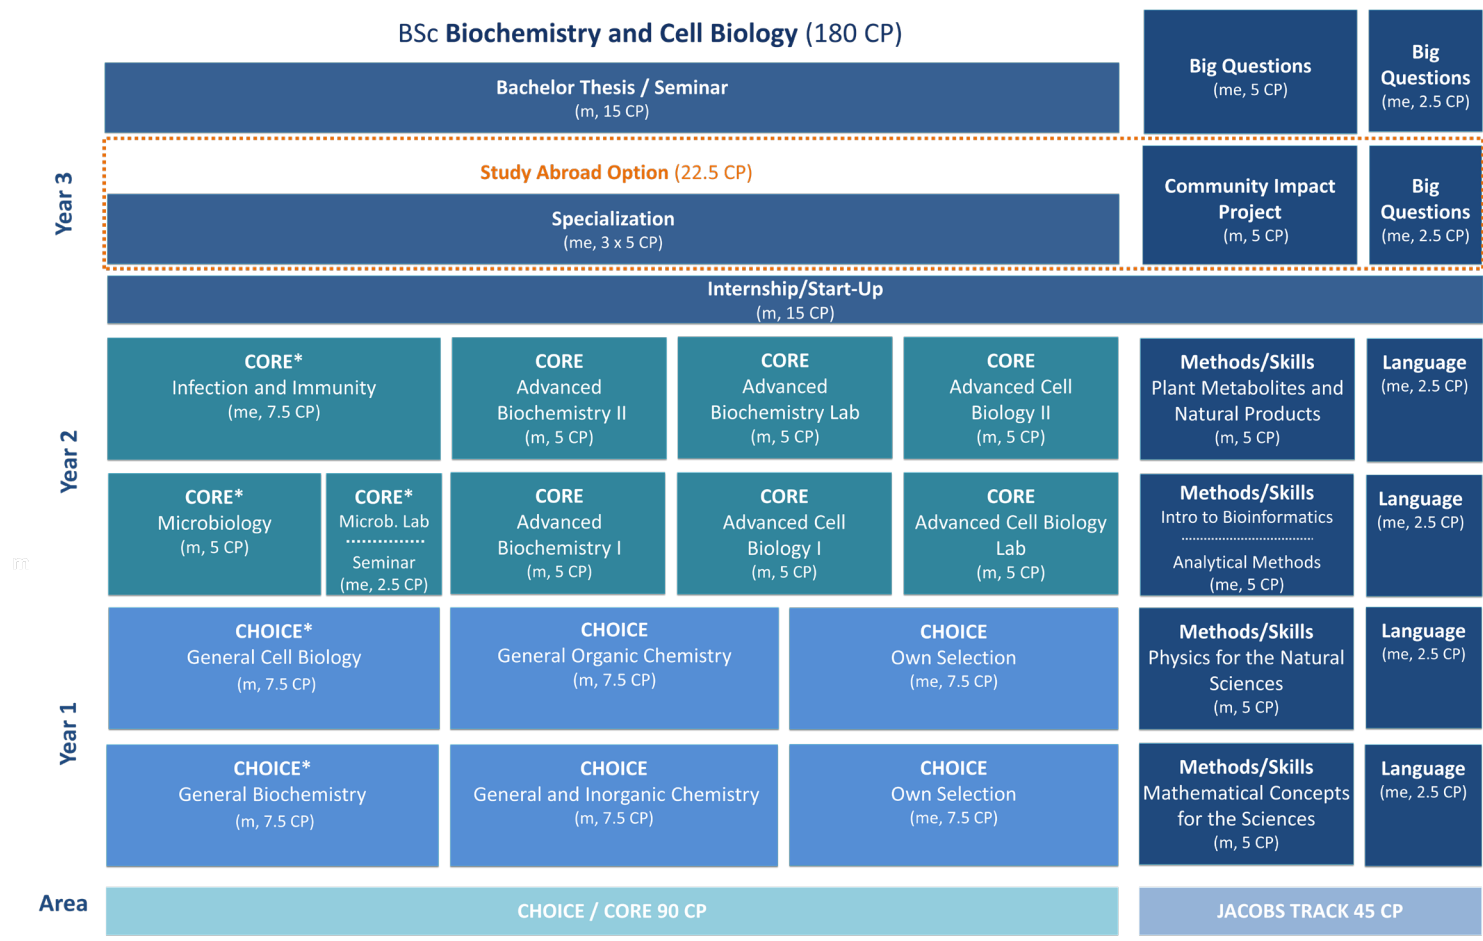 BSc Biochemistry and Cell Biology (180 CP)
Bachelor Thesis / Seminar
(m, 15 CP)
Big Questions
(me, 5 CP)
Big
Questions
(me, 2.5 CP)
Year 3
Study Abroad Option (22.5 CP)
Specialization
(me, 3 x 5 CP)
Community Impact
Project
(m, 5 CP)
Big
Questions
(me, 2.5 CP)
Internship/Start-Up
(m, 15 CP)
Year 2
CORE*
Infection and Immunity
(me, 7.5 CP)
CORE
Advanced
Biochemistry II
(m, 5 CP)
CORE
Advanced
Biochemistry Lab
(m, 5 CP)
CORE
Advanced Cell
Biology II
(m, 5 CP)
Methods/Skills
Plant Metabolites and
Natural Products
(m, 5 CP)
Language
(me, 2.5 CP)
CORE*
Microbiology
(m, 5 CP)
CORE*
Microb. Lab
Seminar
(me, 2.5 CP)
CORE
Advanced
Biochemistry I
(m, 5 CP)
CORE
Advanced Cell
Biology I
(m, 5 CP)
CORE
Advanced Cell Biology
Lab
(m, 5 CP)
Methods/Skills
Intro to Bioinformatics
Analytical Methods
(me, 5 CP)
Language
(me, 2.5 CP)
m
Year 1
CHOICE*
General Cell Biology
(m, 7.5 CP)
CHOICE
General Organic Chemistry
(m, 7.5 CP)
CHOICE
Own Selection
(me, 7.5 CP)
Methods/Skills
Physics for the Natural
Sciences
(m, 5 CP)
Language
(me, 2.5 CP)
CHOICE*
General Biochemistry
(m, 7.5 CP)
CHOICE
General and Inorganic Chemistry
(m, 7.5 CP)
CHOICE
Own Selection
(me, 7.5 CP)
Methods/Skills
Mathematical Concepts
for the Sciences
(m, 5 CP)
Language
(me, 2.5 CP)
Area
CHOICE / CORE 90 CP
JACOBS TRACK 45 CP